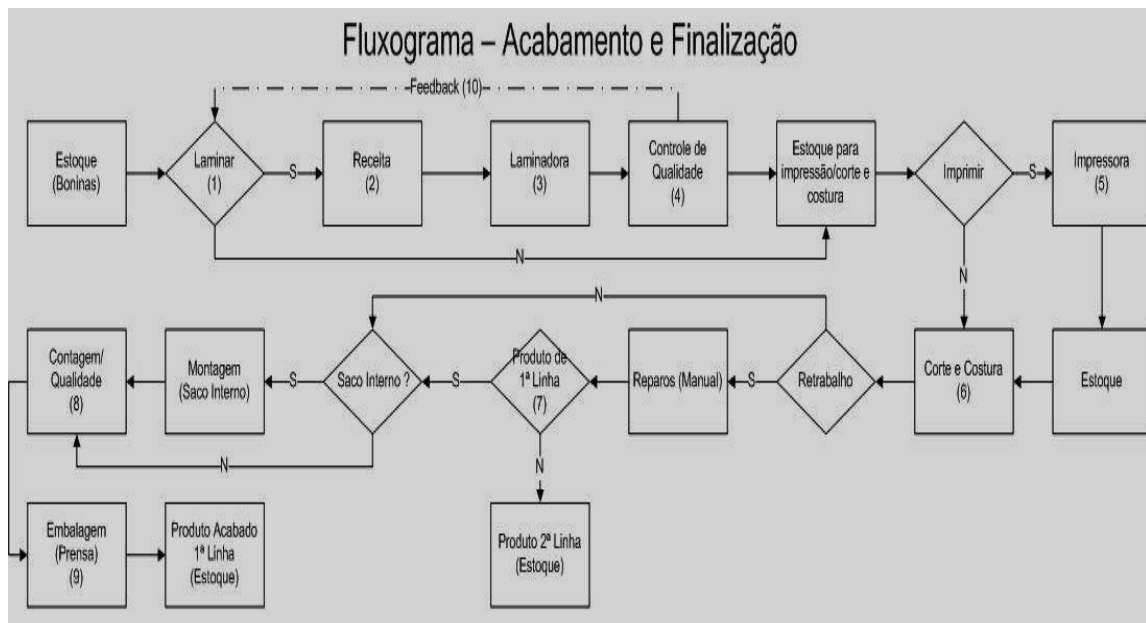 Fluxograma – Acabamento e Finalização
Feedback (10)
Estoque
(Boninas)
Laminar
(1)
S
Receita
(2)
Laminadora
(3)
Controle de
Qualidade
(4)
Estoque para
impressão/corte e
costura
Imprimir
S
Impressora
(5)
N
N
N
Contagem/
Qualidade
(8)
Montagem
(Saco Interno)
S
Saco Interno ?
S
Produto de
1ª Linha
(7)
Reparos (Manual)
S
Retrabalho
Corte e Costura
(6)
Estoque
N
N
Embalagem
(Prensa)
(9)
Produto Acabado
1ª Linha
(Estoque)
Produto 2ª Linha
(Estoque)